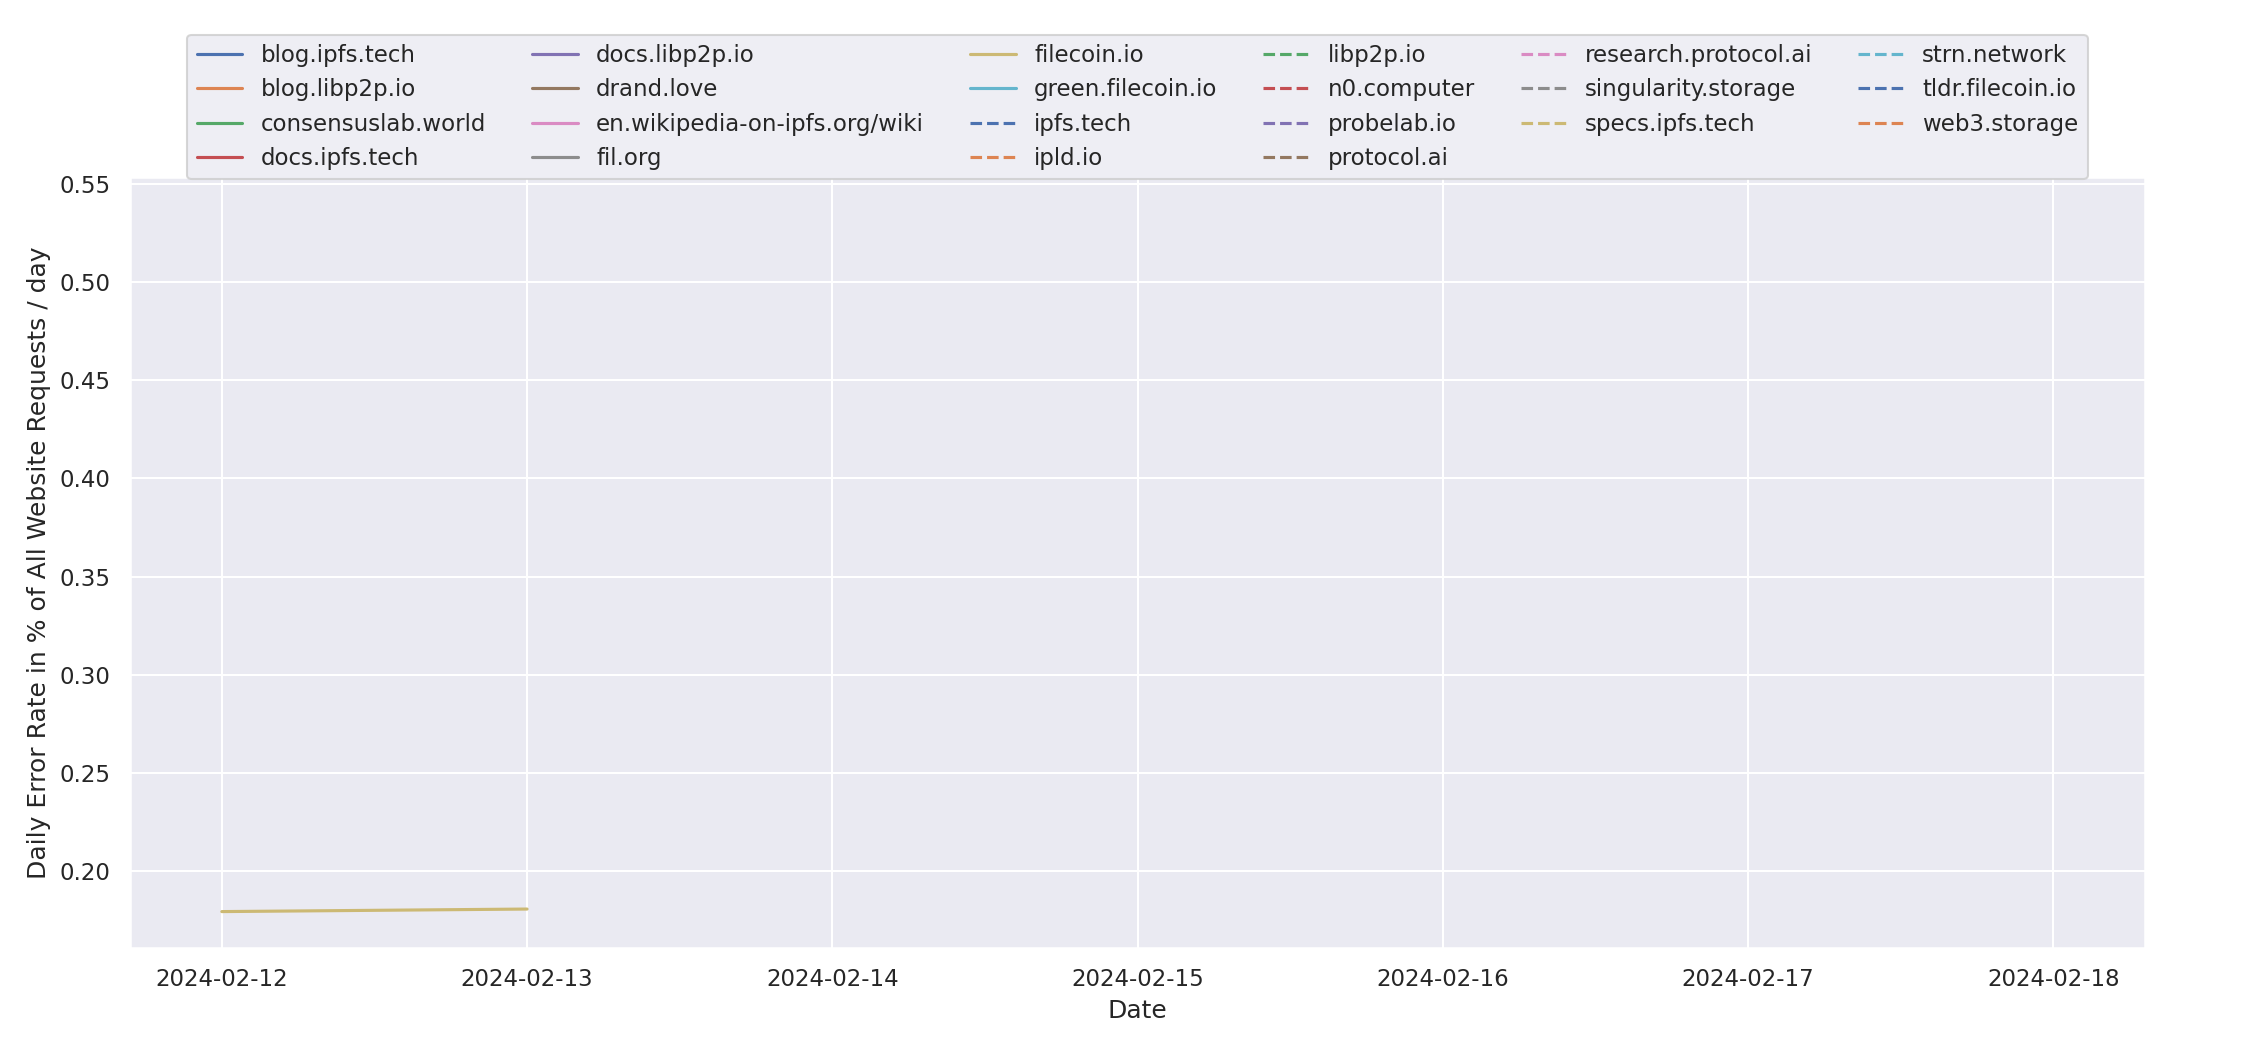 blog.ipfs.tech
blog.libp2p.io
consensuslab.world
docs.ipfs.tech
docs.libp2p.io
drand.love
en.wikipedia-on-ipfs.org/wiki
fil.org
filecoin.io
green.filecoin.io
ipfs.tech
ipld.io
libp2p.io
n0.computer
probelab.io
protocol.ai
research.protocol.ai
singularity.storage
specs.ipfs.tech
strn.network
tldr.filecoin.io
web3.storage
Daily Error Rate in % of All Website Requests / day
0.55
0.50
0.45
0.40
0.35
0.30
0.25
0.20
2024-02-12
2024-02-13
2024-02-14
2024-02-15
2024-02-16
2024-02-17
2024-02-18
Date